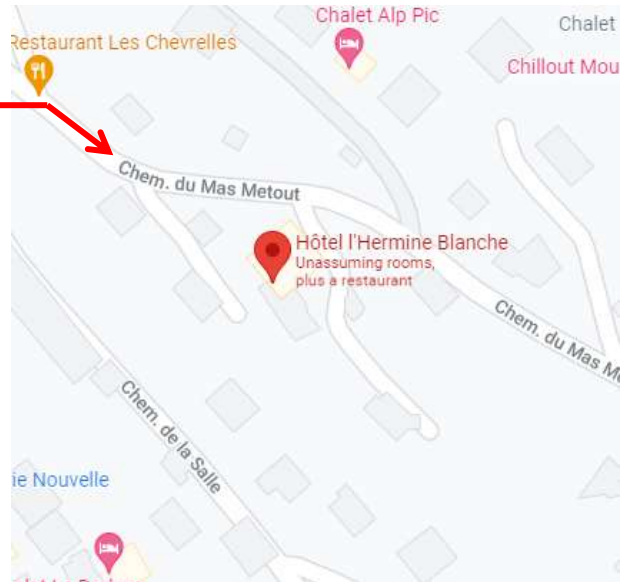 Chalet Alp Pic
Chalet
Restaurant Les Chevrelles
Chillout Mou
Chem. du Mas Metout
Hôtel l'Hermine Blanche
Unassuming rooms,
plus a restaurant
Chem. du Mas M
Chem. de la Salle
ie Nouvelle